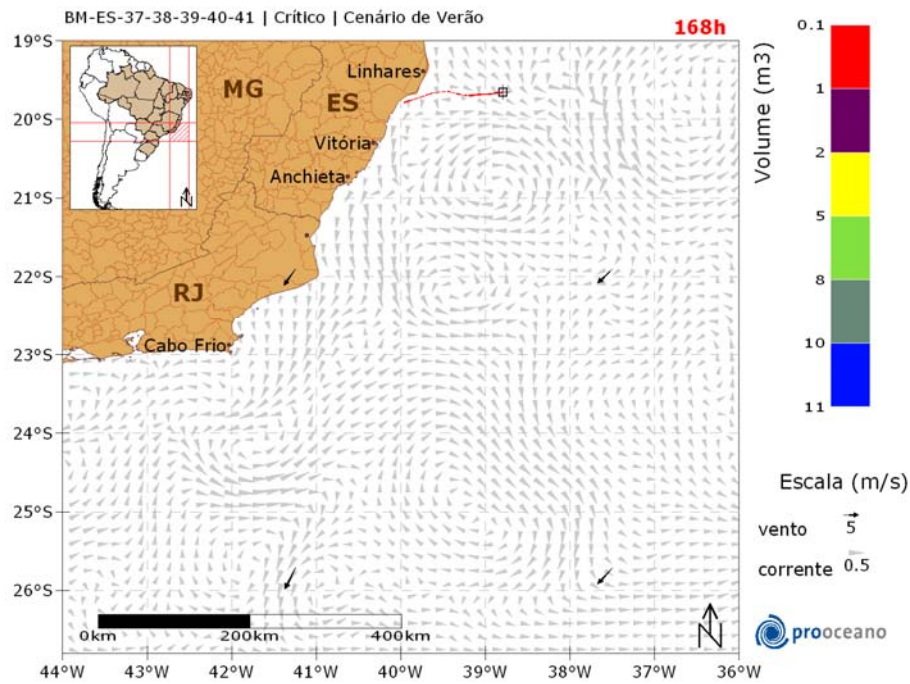 BM-ES-37-38-39-40-41 | Crítico | Cenário de Verão
168h
19°S
20°S
21°S
22°S
23°S
24°S
25°S
26°S
44°W
43°W
42°W
41°W
40°W
39°W
38°W
37°W
36°W
MG
ES
RJ
Linhares
Vitória
Anchieta
Cabo Frio
N
0km
200km
400km
N
Volume (m3)
0.1
1
2
5
8
10
11
Escala (m/s)
vento 5
corrente 0.5
prooceano